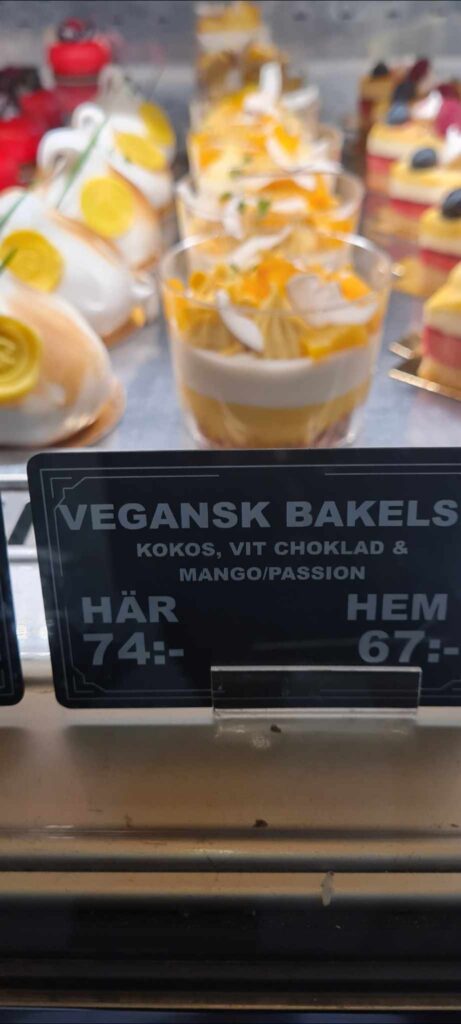 VEGANSK BAKELS
KOKOS, VIT CHOKLAD &
MANGO/PASSION
HÄR HEM
74:- 67:-